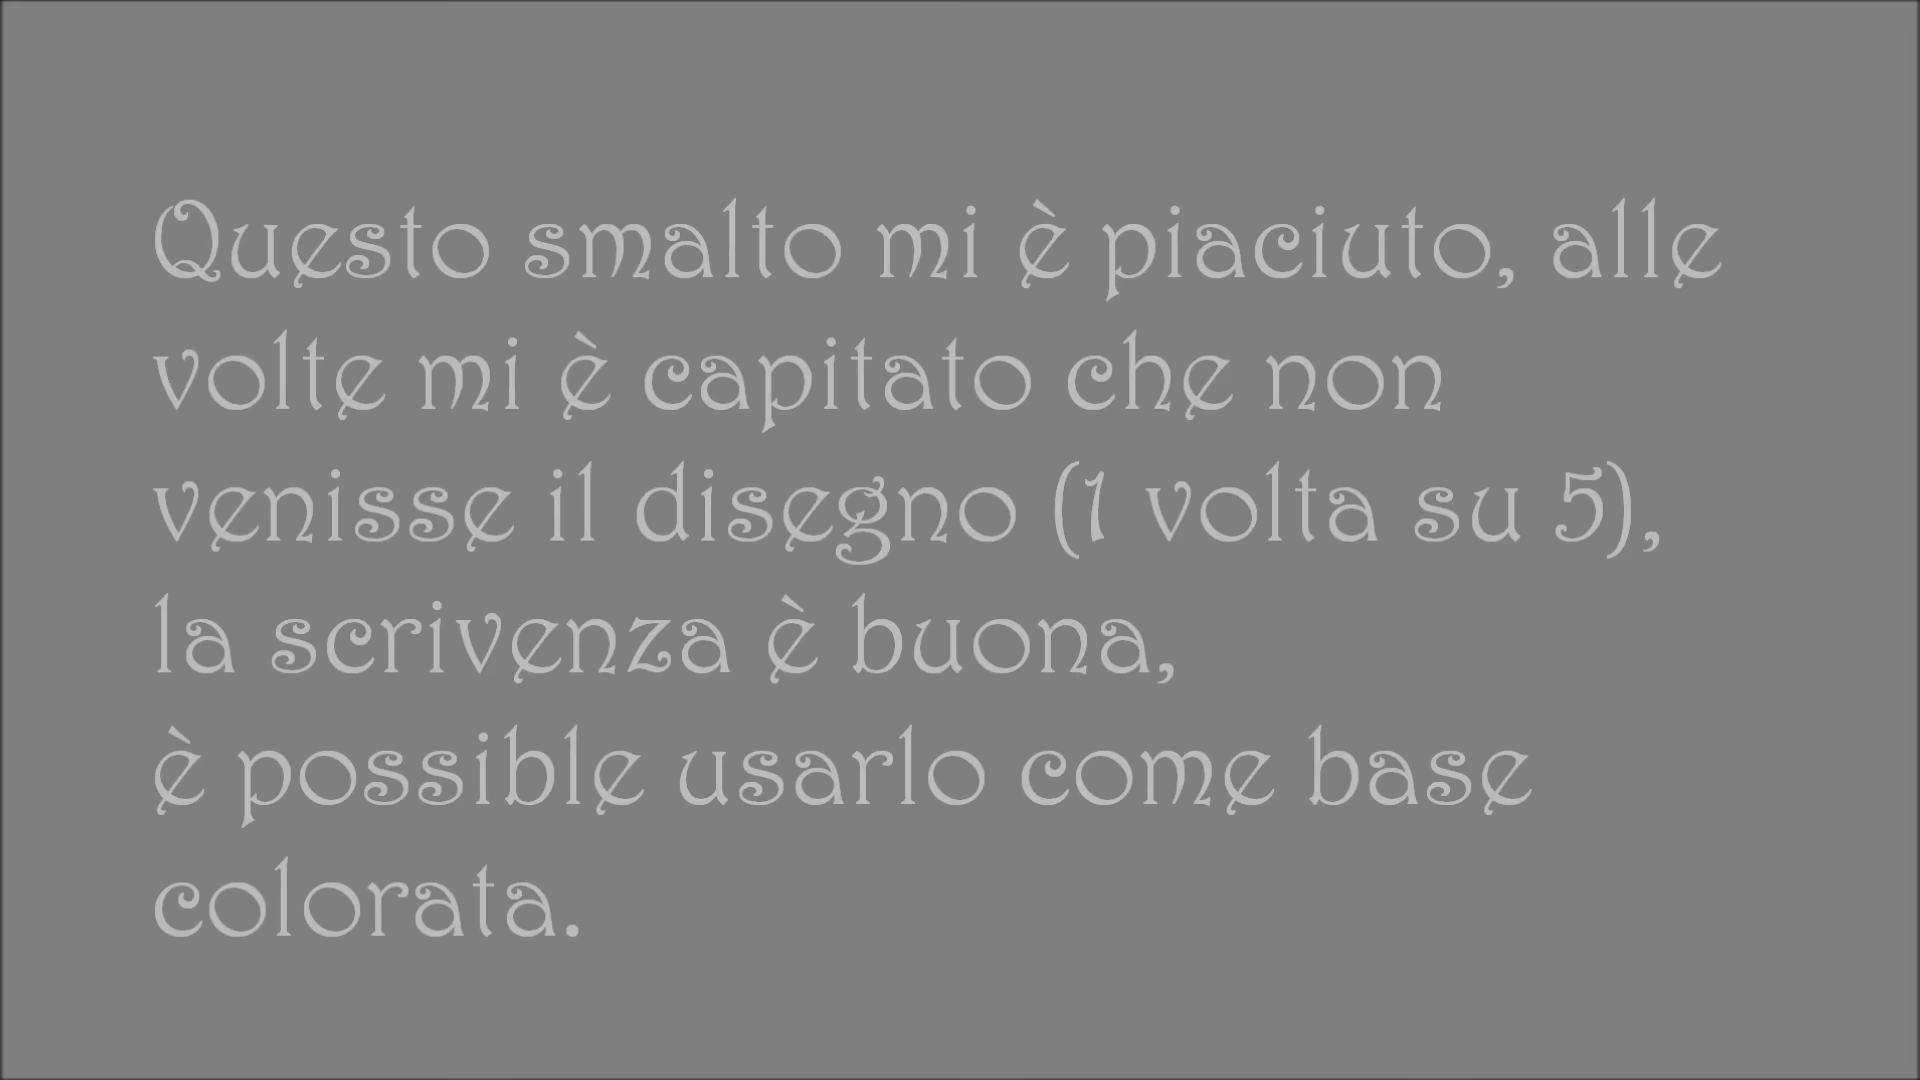 Questo smalto mi è piaciuto, alle
volte mi è capitato che non
venisse il disegno (1 volta su 5),
la scrivenza è buona,
è possible usarlo come base
colorata.